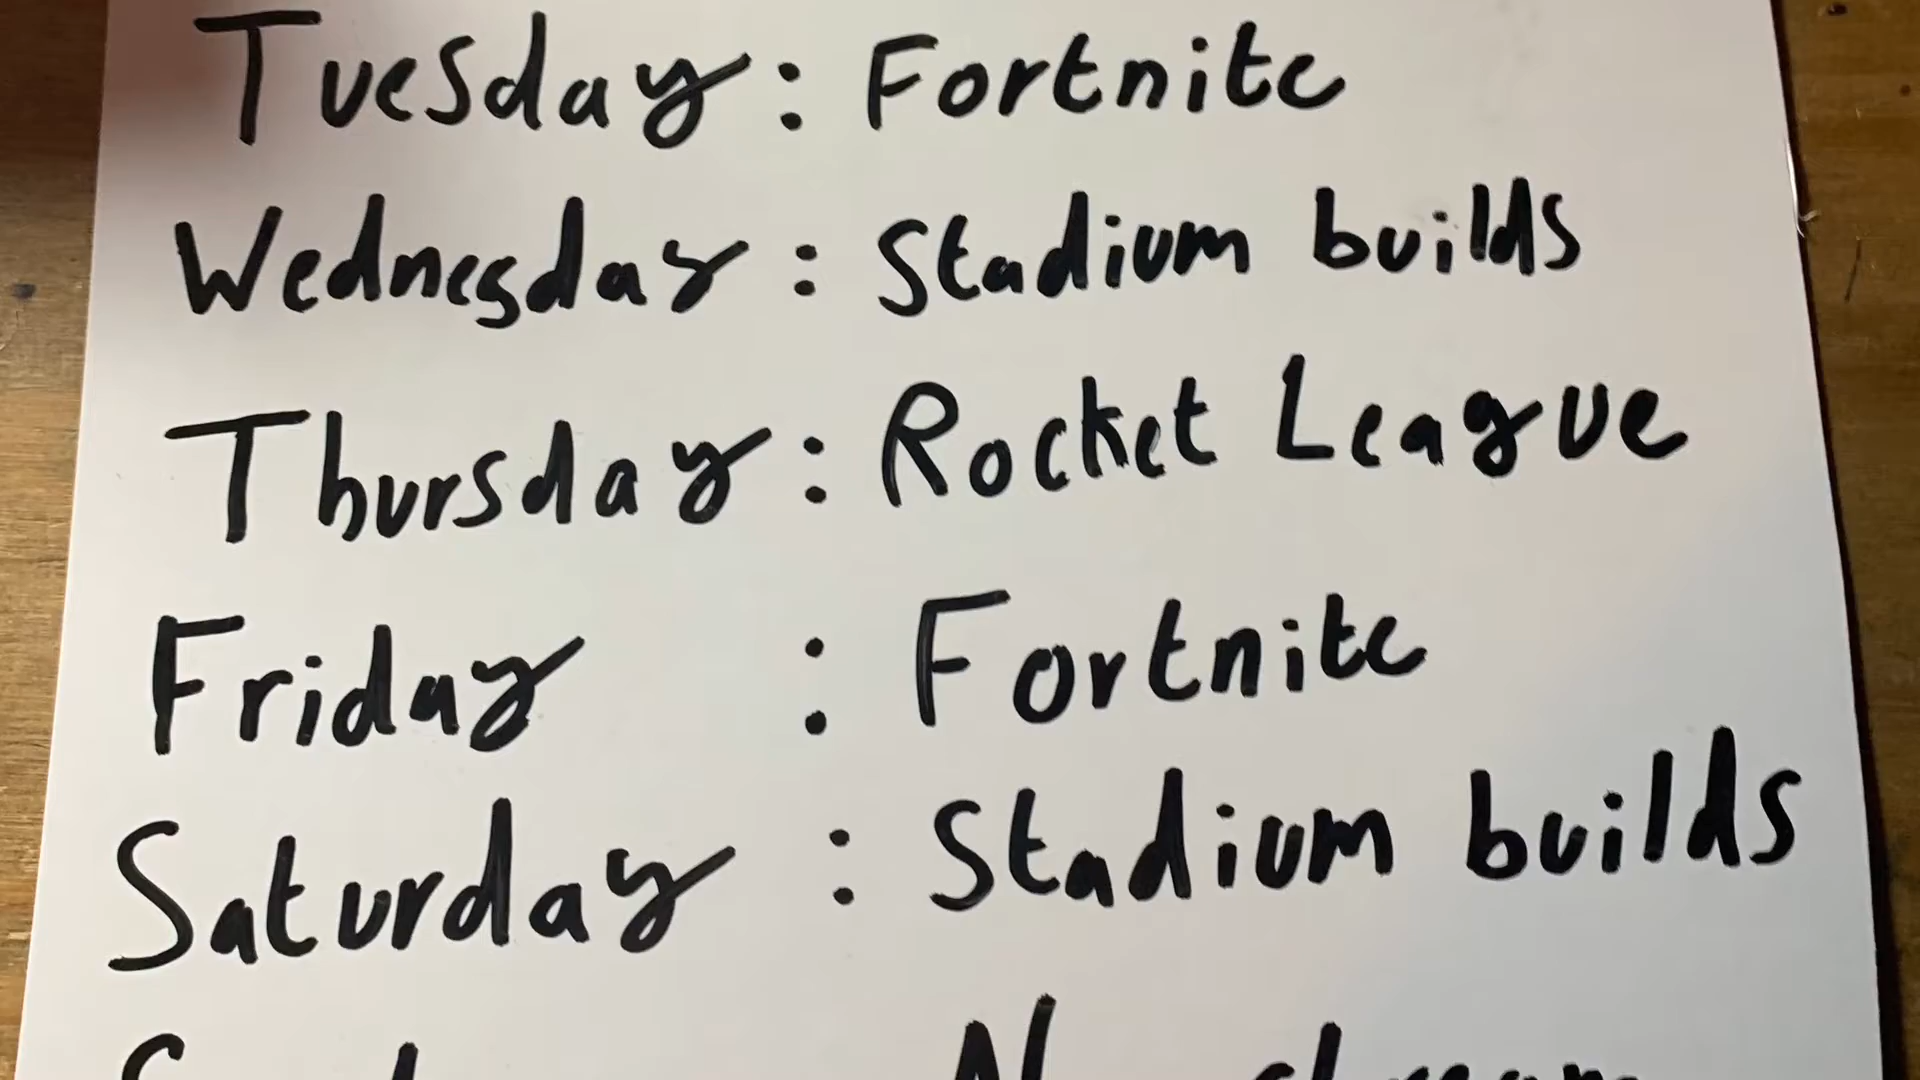 Tuesday : Fortnite
Wednesday : Stadium builds
Thursday : Rocket League
Friday : Fortnite
Saturday : Stadium builds